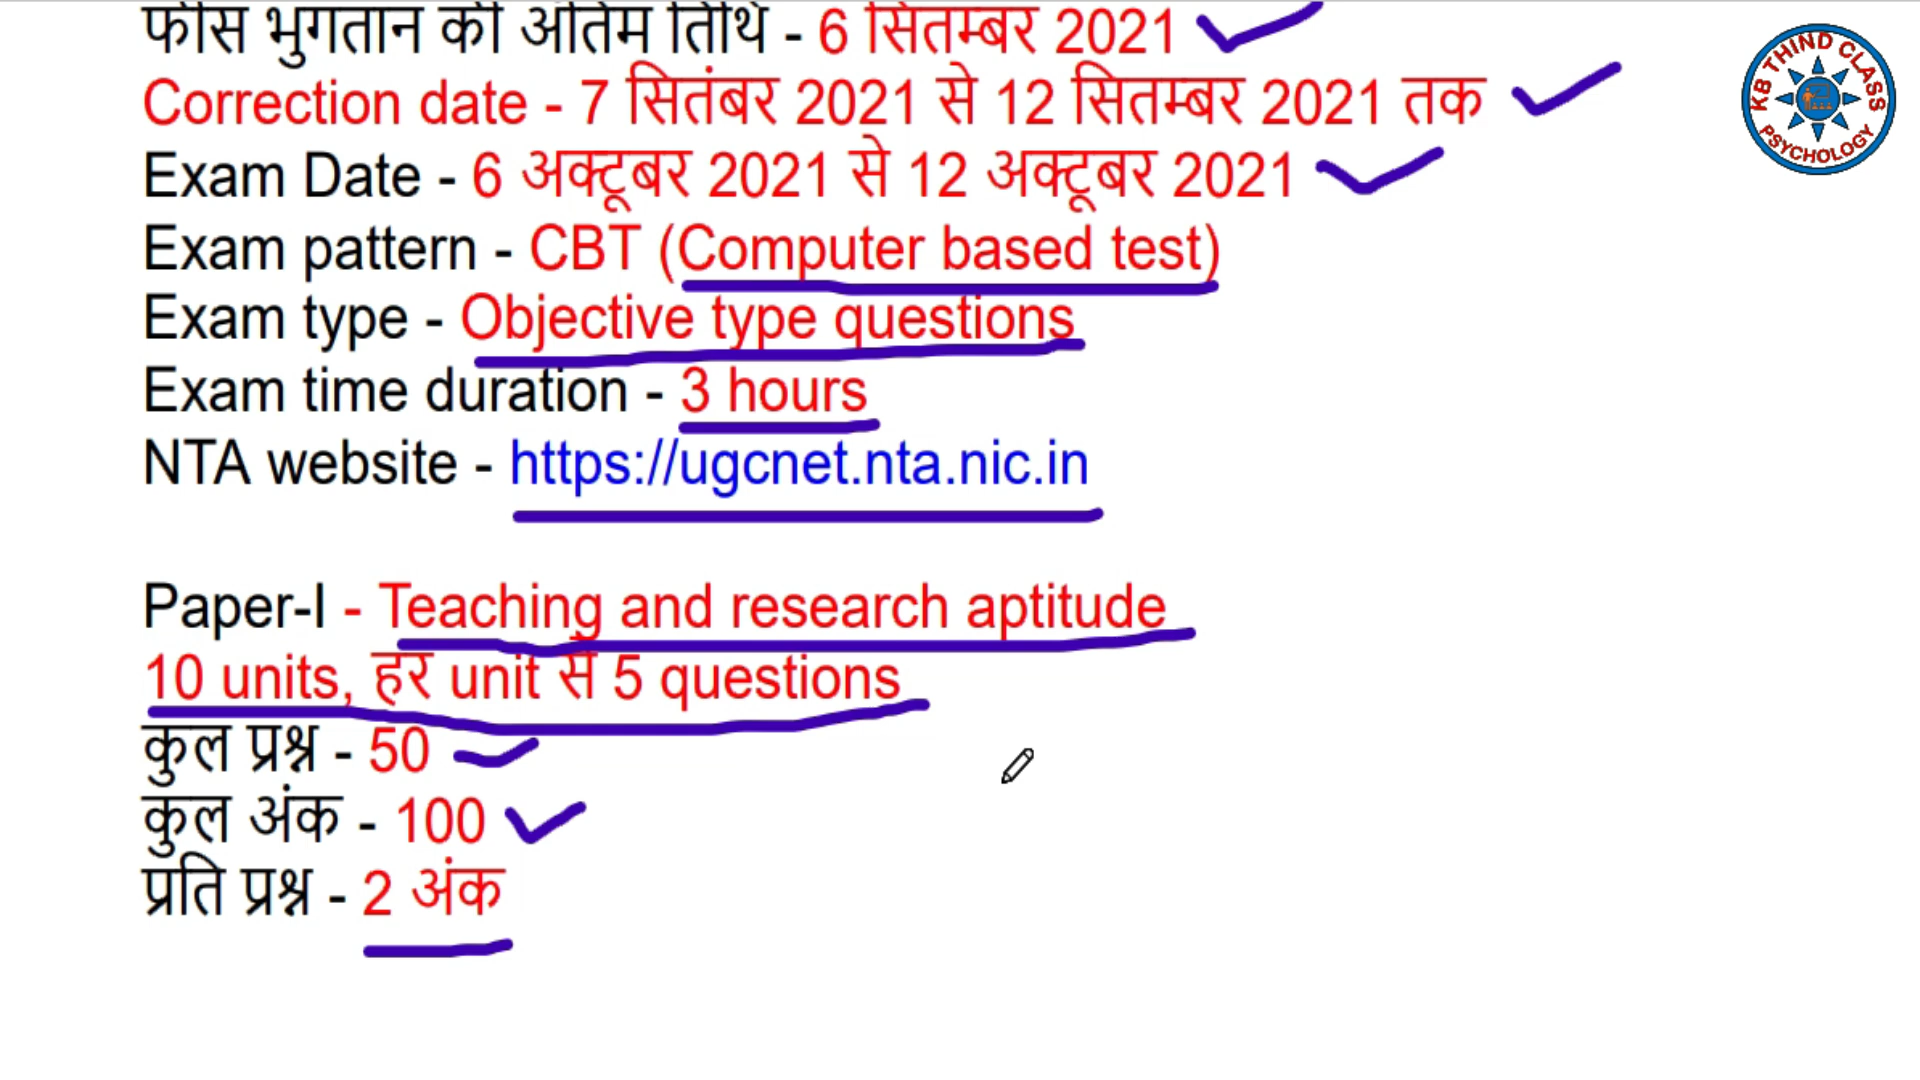 फीस भुगतान की अंतिम तिथि - 6 सितम्बर 2021
Correction date - 7 सितंबर 2021 से 12 सितम्बर 2021 तक
Exam Date - 6 अक्टूबर 2021 से 12 अक्टूबर 2021
Exam pattern - CBT (Computer based test)
Exam type - Objective type questions
Exam time duration - 3 hours
NTA website - https://ugcnet.nta.nic.in
Paper-I - Teaching and research aptitude
10 units, हर unit से 5 questions
कुल प्रश्न - 50
कुल अंक - 100
प्रति प्रश्न - 2 अंक
KB THIND CLASSES
PSYCHOLOGY